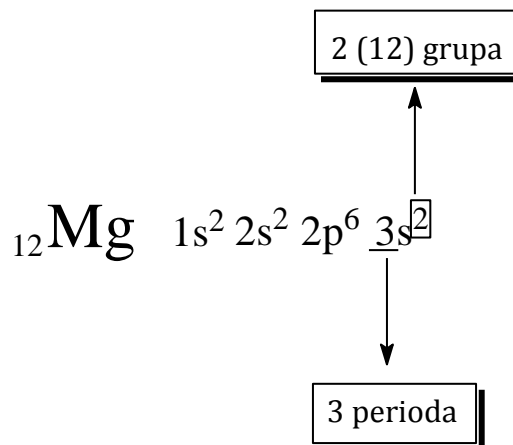 2 (12) grupa
₁₂Mg 1s² 2s² 2p⁶ 3s²
3 perioda